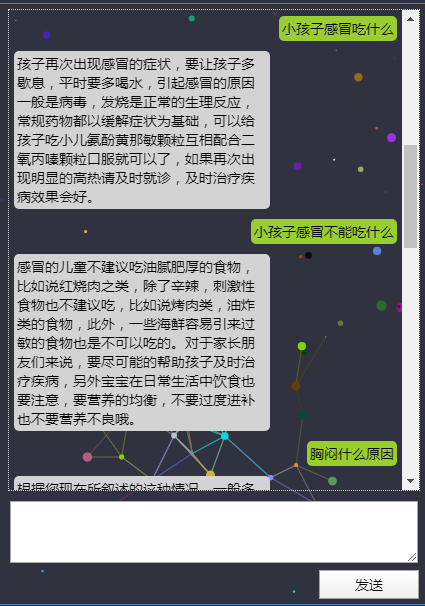 小孩子感冒吃什么
孩子再次出现感冒的症状，要让孩子多
歇息，平时要多喝水，引起感冒的原因
一般是病毒，发烧是正常的生理反应，
常规药物都以缓解症状为基础，可以给
孩子吃小儿氨酚黄那敏颗粒互相配合二
氧丙嗪颗粒口服就可以了，如果再次出
现明显的高热请及时就诊，及时治疗疾
病效果会好。
小孩子感冒不能吃什么
感冒的儿童不建议吃油腻肥厚的食物，
比如说红烧肉之类，除了辛辣，刺激性
食物也不建议吃，比如说烤肉类，油炸
类的食物，此外，一些海鲜容易引来过
敏的食物也是不可以吃的。对于家长朋
友们来说，要尽可能的帮助孩子及时治
疗疾病，另外宝宝在日常生活中饮食也
要注意，要营养的均衡，不要过度进补
也不要营养不良哦。
胸闷什么原因
根据您现在所叙述的这种情况，一般多
发送